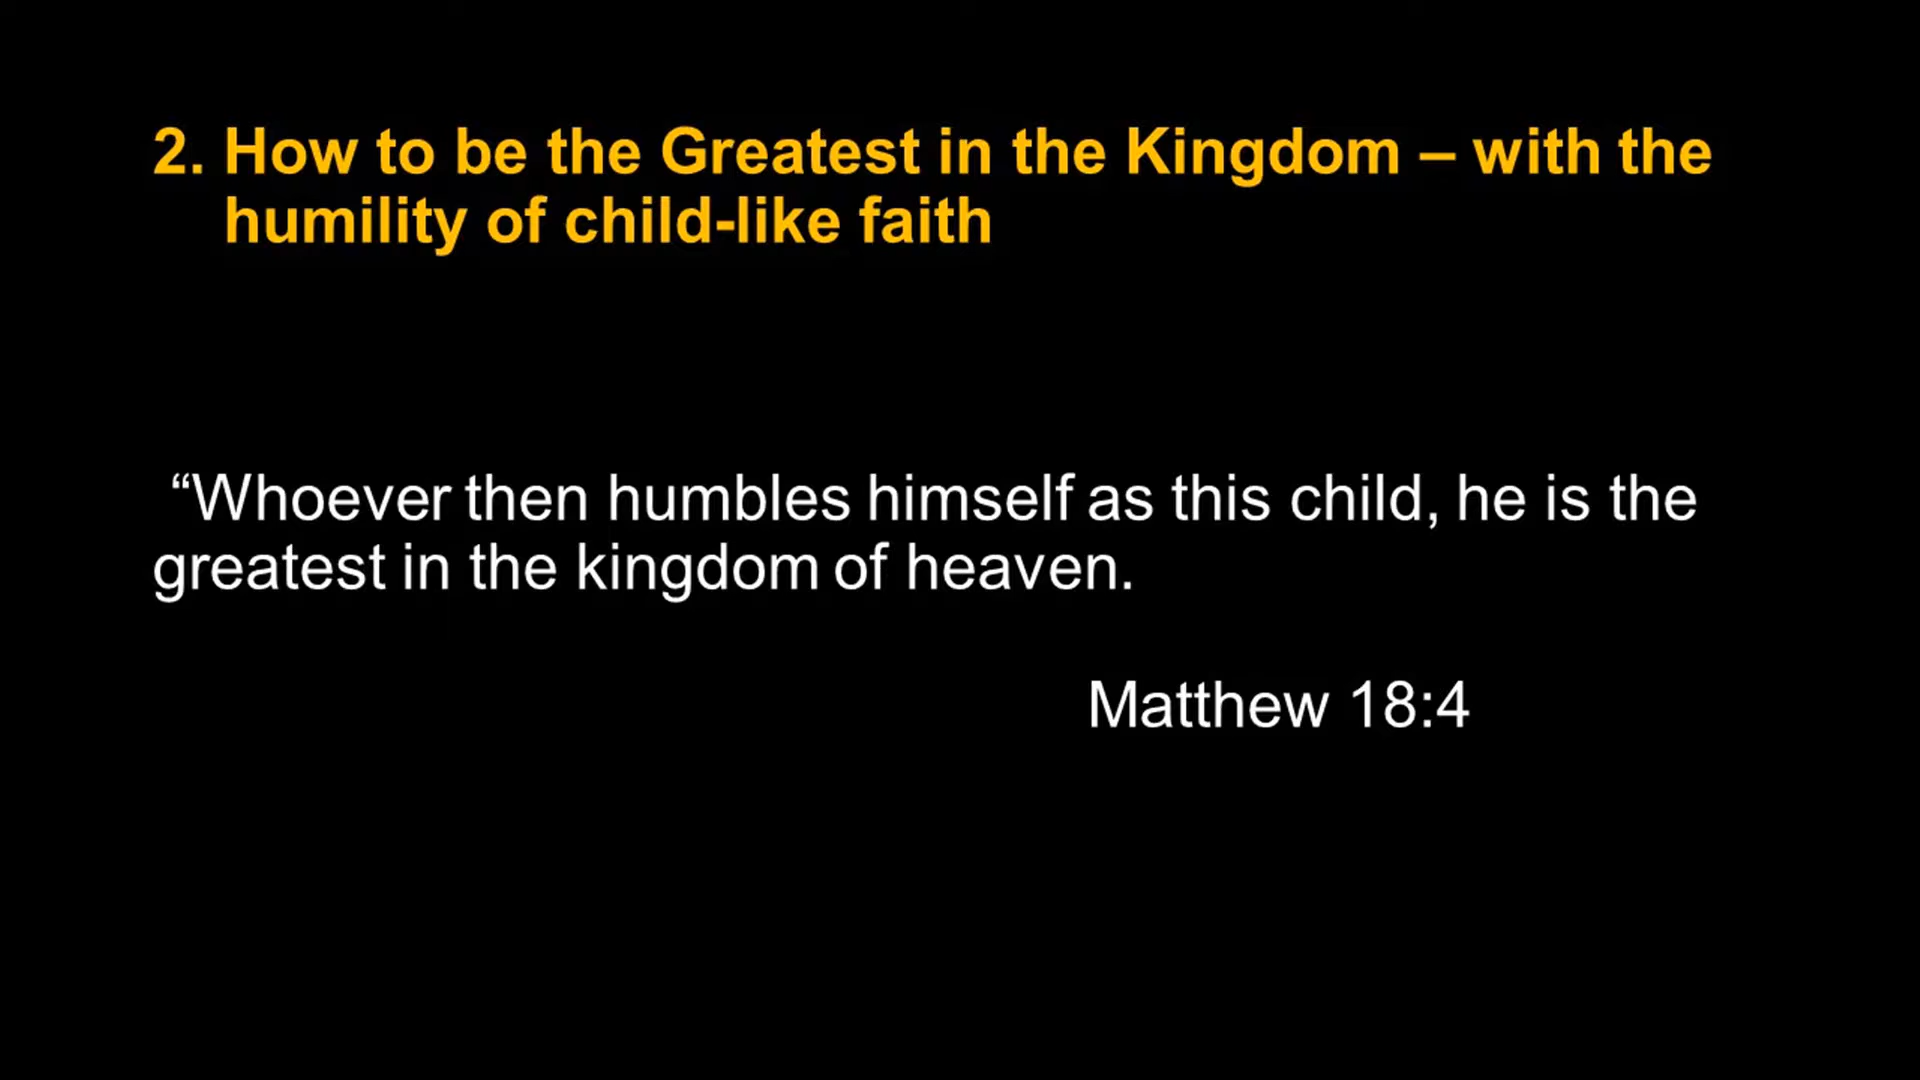 2. How to be the Greatest in the Kingdom – with the
humility of child-like faith
“Whoever then humbles himself as this child, he is the
greatest in the kingdom of heaven.
Matthew 18:4